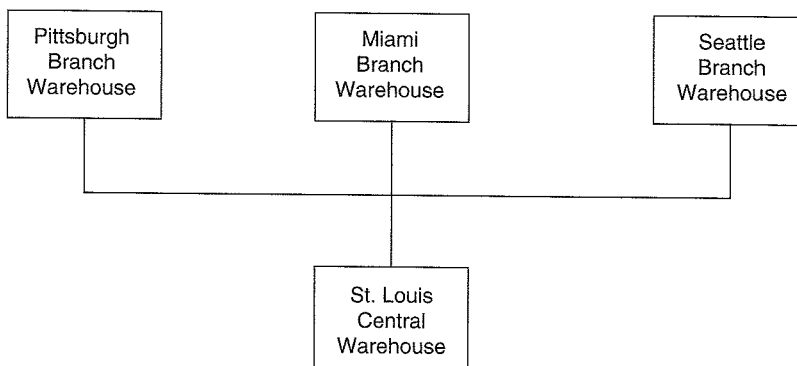 Pittsburgh
Branch
Warehouse
Miami
Branch
Warehouse
Seattle
Branch
Warehouse
St. Louis
Central
Warehouse